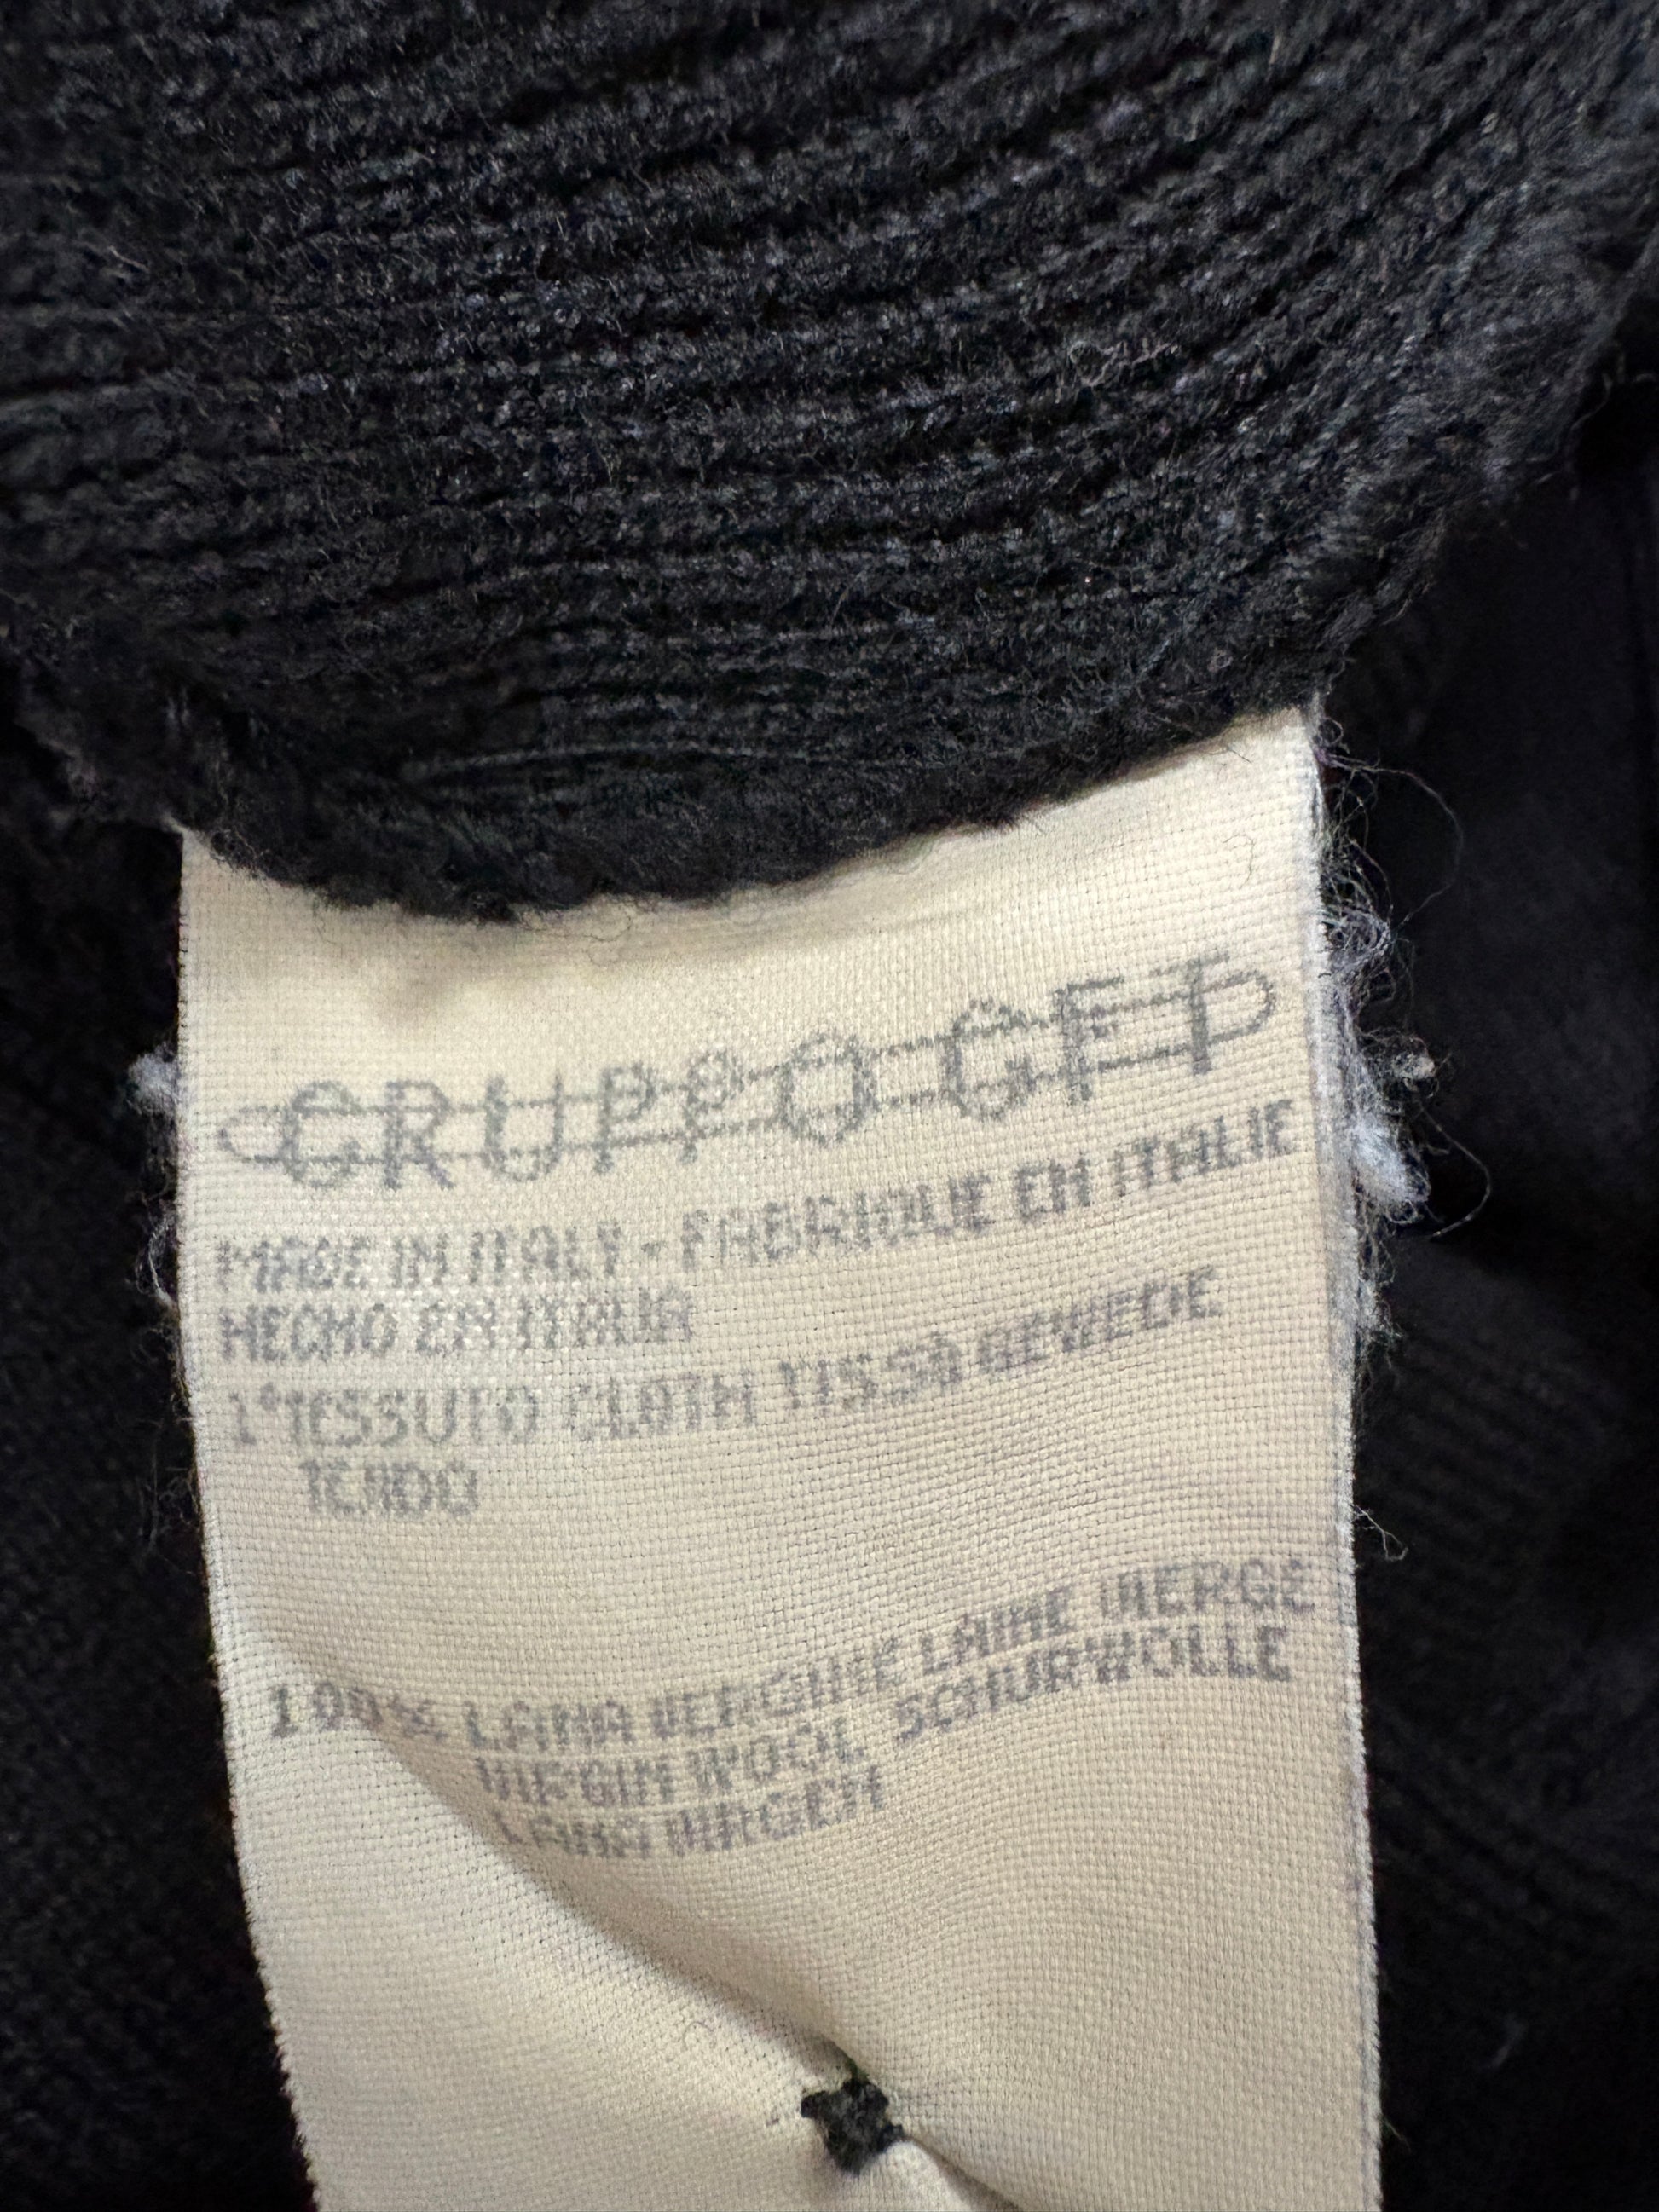 GRUPPO GFT
MADE IN ITALY - FABRIQUE EN ITALIE
HECHO EN ITALIA
1°TESSUTO CLOTH TISSÚ GEWEBE
TEJIDO
100% LANA VERGINE LAINE VIERGE
VIRGIN WOOL SCHURWOLLE
LANA VIRGEN